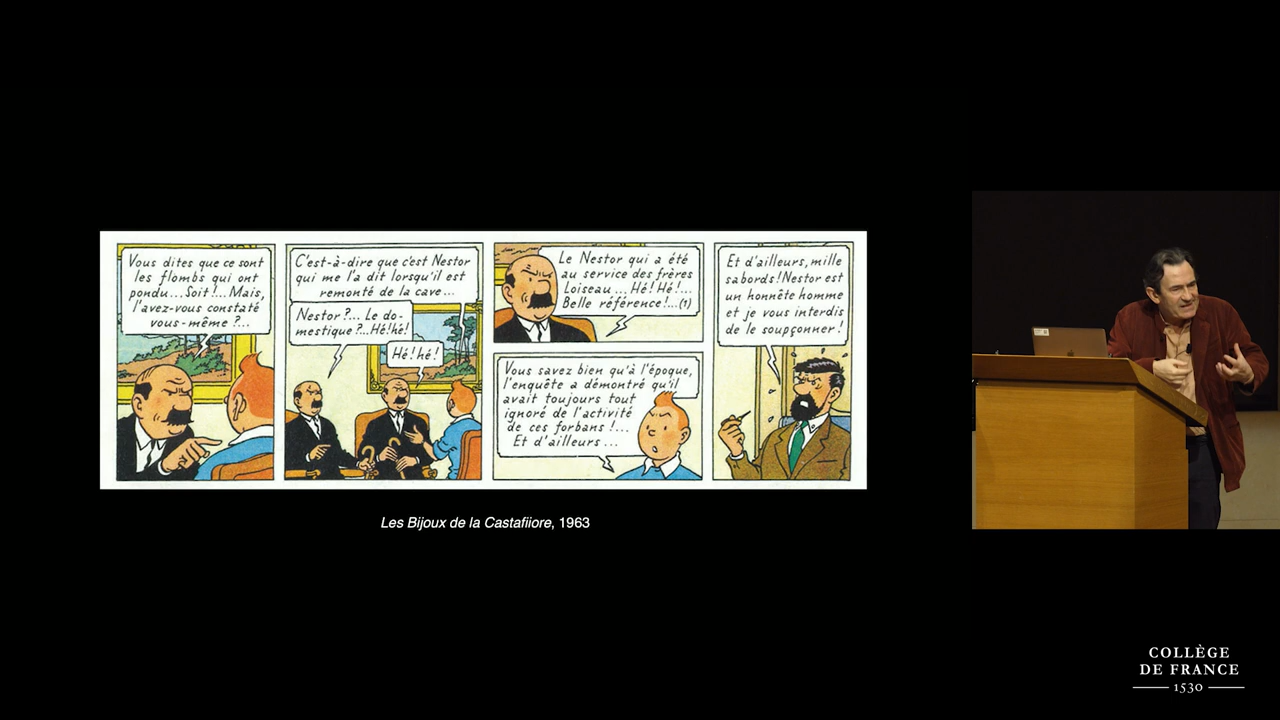 Vous dites que ce sont
les flombs qui ont
pondu... Soit !... Mais,
l'avez-vous constaté
vous-même ?...
C'est-à-dire que c'est Nestor
qui me l'a dit lorsqu'il est
remonté de la cave...
Nestor ?... Le do-
mestique ?...Hé!hé!
Hé! hé!
Le Nestor qui a été
au service des frères
Loiseau ... Hé! Hé!...
Belle référence!...(1)
Vous savez bien qu'à l'époque,
l'enquête a démontré qu'il
avait toujours tout
ignoré de l'activité
de ces forbans !...
Et d'ailleurs ...
Et d'ailleurs, mille
sabords! Nestor est
un honnête homme
et je vous interdis
de le soupçonner !
Les Bijoux de la Castafiiore, 1963
COLLÈGE
DE FRANCE
1530